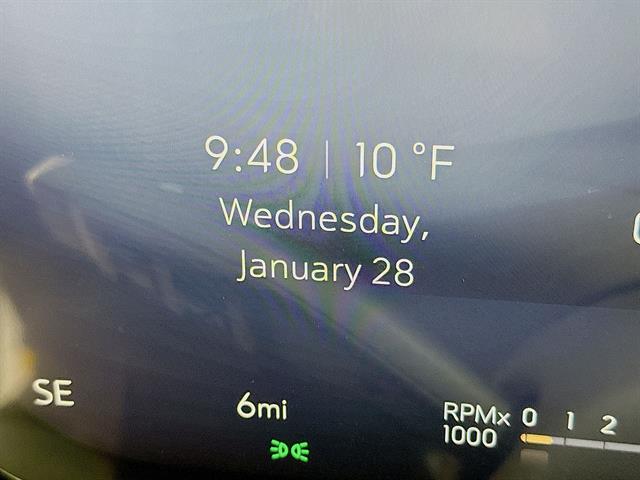 9:48 | 10 °F
Wednesday,
January 28
SE
6mi
RPMx
1000
0 1 2